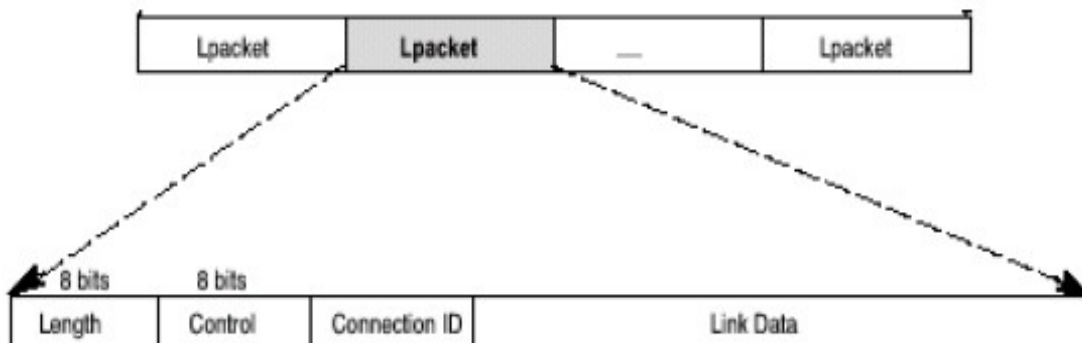 Lpacket Lpacket ... Lpacket
8 bits 8 bits
Length Control Connection ID Link Data